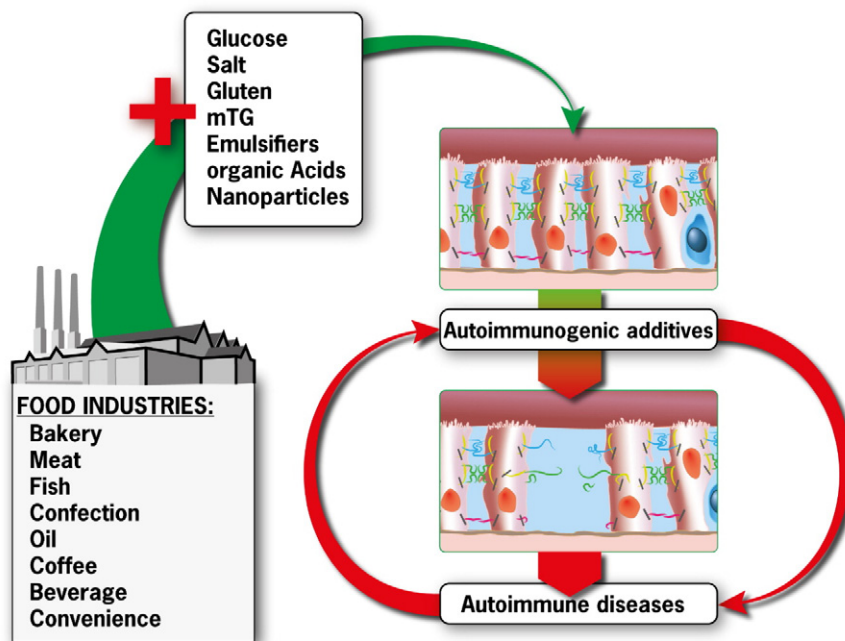 Glucose
Salt
Gluten
mTG
Emulsifiers
organic Acids
Nanoparticles
Autoimmunogenic additives
FOOD INDUSTRIES:
Bakery
Meat
Fish
Confection
Oil
Coffee
Beverage
Convenience
Autoimmune diseases